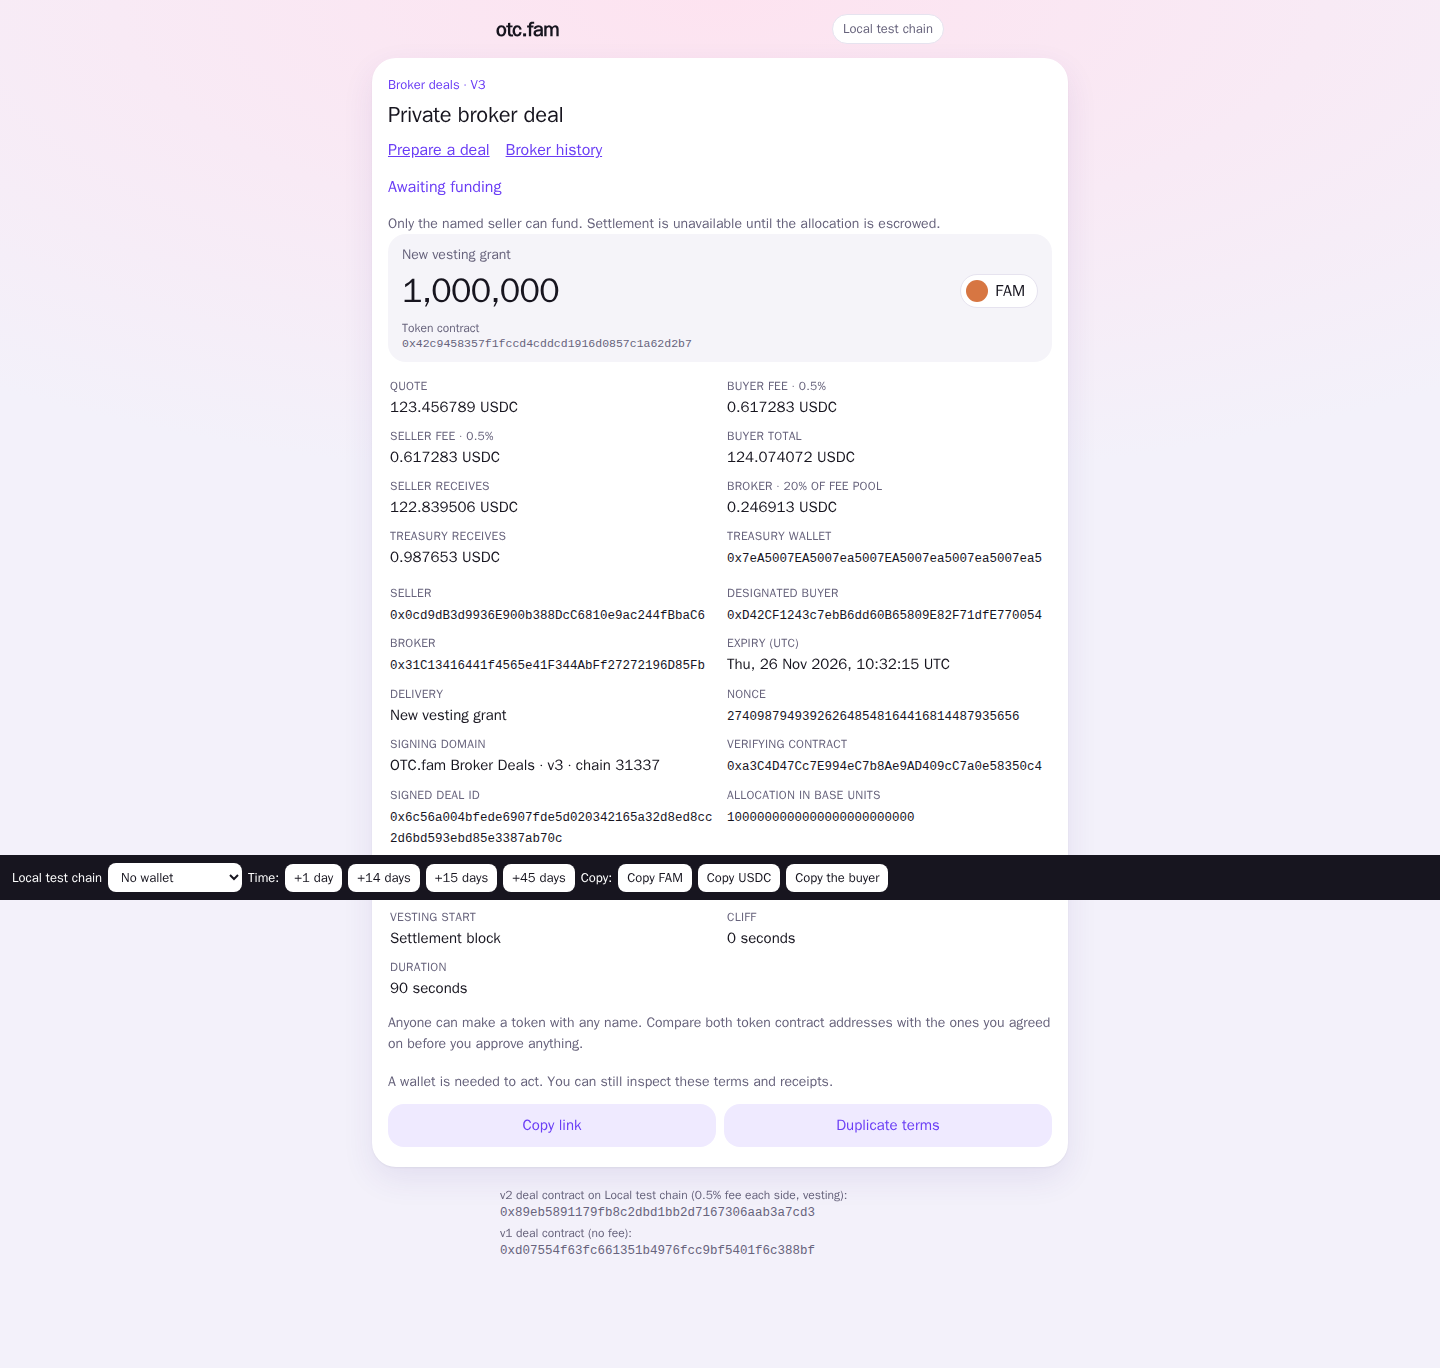 otc.fam
Local test chain
Broker deals · V3
Private broker deal
Prepare a deal Broker history
Awaiting funding
Only the named seller can fund. Settlement is unavailable until the allocation is escrowed.
New vesting grant
1,000,000
FAM
Token contract
0x42c9458357f1fccd4cddcd1916d0857c1a62d2b7
QUOTE
123.456789 USDC
BUYER FEE · 0.5%
0.617283 USDC
SELLER FEE · 0.5%
0.617283 USDC
BUYER TOTAL
124.074072 USDC
SELLER RECEIVES
122.839506 USDC
BROKER · 20% OF FEE POOL
0.246913 USDC
TREASURY RECEIVES
0.987653 USDC
TREASURY WALLET
0x7eA5007EA5007ea5007EA5007ea5007ea5007ea5
SELLER
0x0cd9dB3d9936E900b388DcC6810e9ac244fBbaC6
DESIGNATED BUYER
0xD42CF1243c7ebB6dd60B65809E82F71dfE770054
BROKER
0x31C13416441f4565e41F344AbFf27272196D85Fb
EXPIRY (UTC)
Thu, 26 Nov 2026, 10:32:15 UTC
DELIVERY
New vesting grant
NONCE
274098794939262648548164416814487935656
SIGNING DOMAIN
OTC.fam Broker Deals · v3 · chain 31337
VERIFYING CONTRACT
0xa3C4D47Cc7E994eC7b8Ae9AD409cC7a0e58350c4
SIGNED DEAL ID
0x6c56a004bfede6907fde5d020342165a32d8ed8cc
2d6bd593ebd85e3387ab70c
ALLOCATION IN BASE UNITS
1000000000000000000000000
Local test chain No wallet Time: +1 day +14 days +15 days +45 days Copy: Copy FAM Copy USDC Copy the buyer
VESTING START
Settlement block
CLIFF
0 seconds
DURATION
90 seconds
Anyone can make a token with any name. Compare both token contract addresses with the ones you agreed
on before you approve anything.
A wallet is needed to act. You can still inspect these terms and receipts.
Copy link
Duplicate terms
v2 deal contract on Local test chain (0.5% fee each side, vesting):
0x89eb5891179fb8c2dbd1bb2d7167306aab3a7cd3
v1 deal contract (no fee):
0xd07554f63fc661351b4976fcc9bf5401f6c388bf